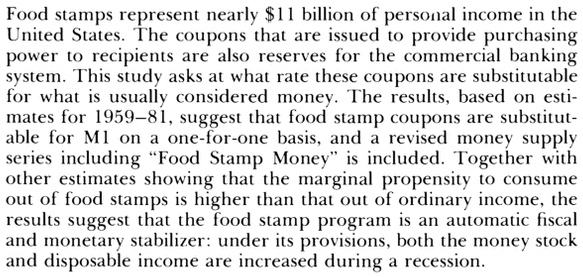 Food stamps represent nearly $11 billion of personal income in the
United States. The coupons that are issued to provide purchasing
power to recipients are also reserves for the commercial banking
system. This study asks at what rate these coupons are substitutable
for what is usually considered money. The results, based on esti-
mates for 1959–81, suggest that food stamp coupons are substitut-
able for M1 on a one-for-one basis, and a revised money supply
series including “Food Stamp Money” is included. Together with
other estimates showing that the marginal propensity to consume
out of food stamps is higher than that out of ordinary income, the
results suggest that the food stamp program is an automatic fiscal
and monetary stabilizer: under its provisions, both the money stock
and disposable income are increased during a recession.